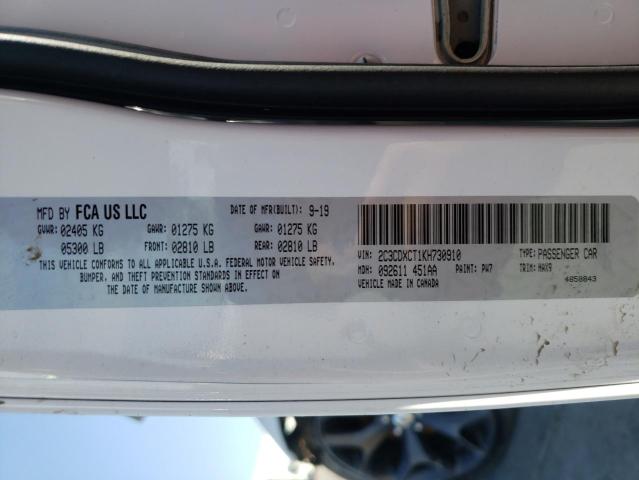 MFD BY FCA US LLC
DATE OF MFR(BUILT): 9-19
GVWR: 02405 KG GAWR: 01275 KG GAWR: 01275 KG
05300 LB FRONT: 02810 LB REAR: 02810 LB
THIS VEHICLE CONFORMS TO ALL APPLICABLE U.S.A. FEDERAL MOTOR VEHICLE SAFETY,
BUMPER, AND THEFT PREVENTION STANDARDS IN EFFECT ON
THE DATE OF MANUFACTURE SHOWN ABOVE.
VIN: 2C3CDXCT1KH730910 TYPE: PASSENGER CAR
MDH: 092611 451AA PAINT: PW7 TRIM: HAX9
VEHICLE MADE IN CANADA 4850843